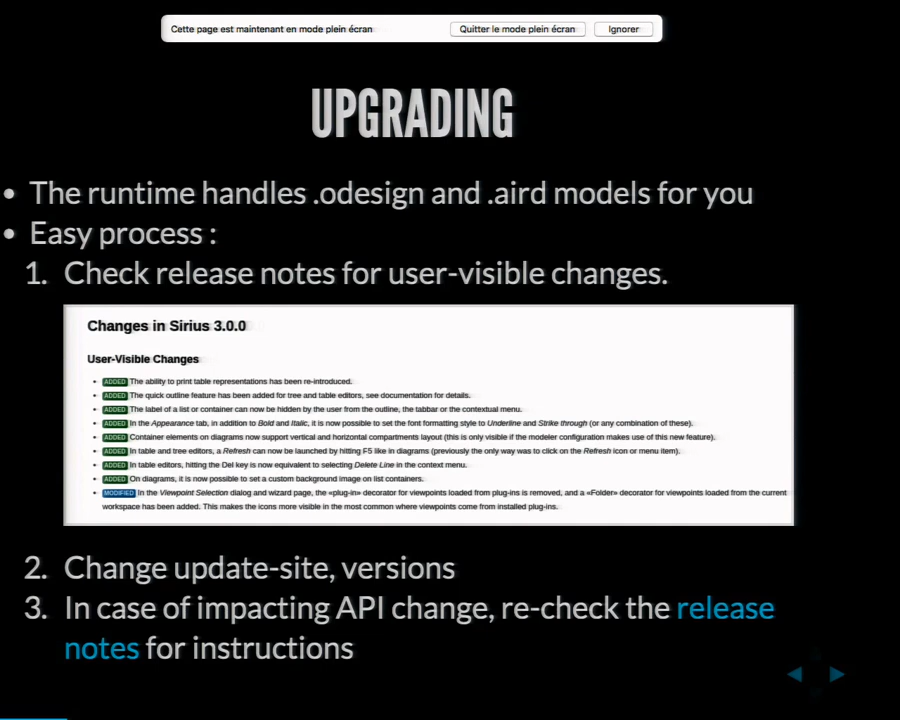 Cette page est maintenant en mode plein écran
Quitter le mode plein écran
Ignorer
UPGRADING
• The runtime handles .odesign and .aird models for you
• Easy process :
1. Check release notes for user-visible changes.
Changes in Sirius 3.0.0
User-Visible Changes
• ADDED The ability to print table representations has been re-introduced.
• ADDED The quick outline feature has been added for tree and table editors, see documentation for details.
• ADDED The label of a list or container can now be hidden by the user from the outline, the tabbar or the contextual menu.
• ADDED In the Appearance tab, in addition to Bold and Italic, it is now possible to set the font formatting style to Underline and Strike through (or any combination of these).
• ADDED Container elements on diagrams now support vertical and horizontal compartments layout (this is only visible if the modeler configuration makes use of this new feature).
• ADDED In table and tree editors, a Refresh can now be launched by hitting F5 like in diagrams (previously the only way was to click on the Refresh icon or menu item).
• ADDED In table editors, hitting the Del key is now equivalent to selecting Delete Line in the context menu.
• ADDED On diagrams, it is now possible to set a custom background image on list containers.
• MODIFIED In the Viewpoint Selection dialog and wizard page, the «plug-in» decorator for viewpoints loaded from plug-ins is removed, and a «Folder» decorator for viewpoints loaded from the current
workspace has been added. This makes the icons more visible in the most common where viewpoints come from installed plug-ins.
2. Change update-site, versions
3. In case of impacting API change, re-check the release
notes for instructions